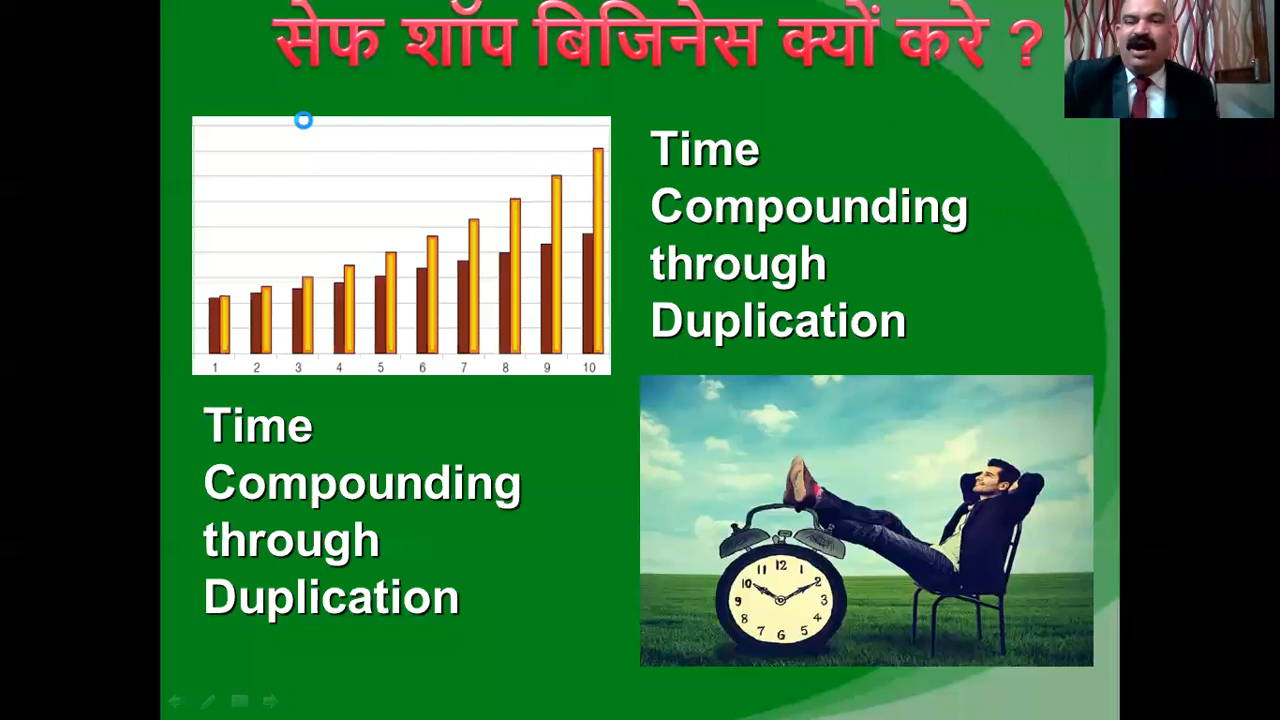 सेफ शॉप बिजिनेस क्यों करे ?
Time
Compounding
through
Duplication
1 2 3 4 5 6 7 8 9 10
Time
Compounding
through
Duplication
12
11 1
10 2
9 3
8 4
7 5
6